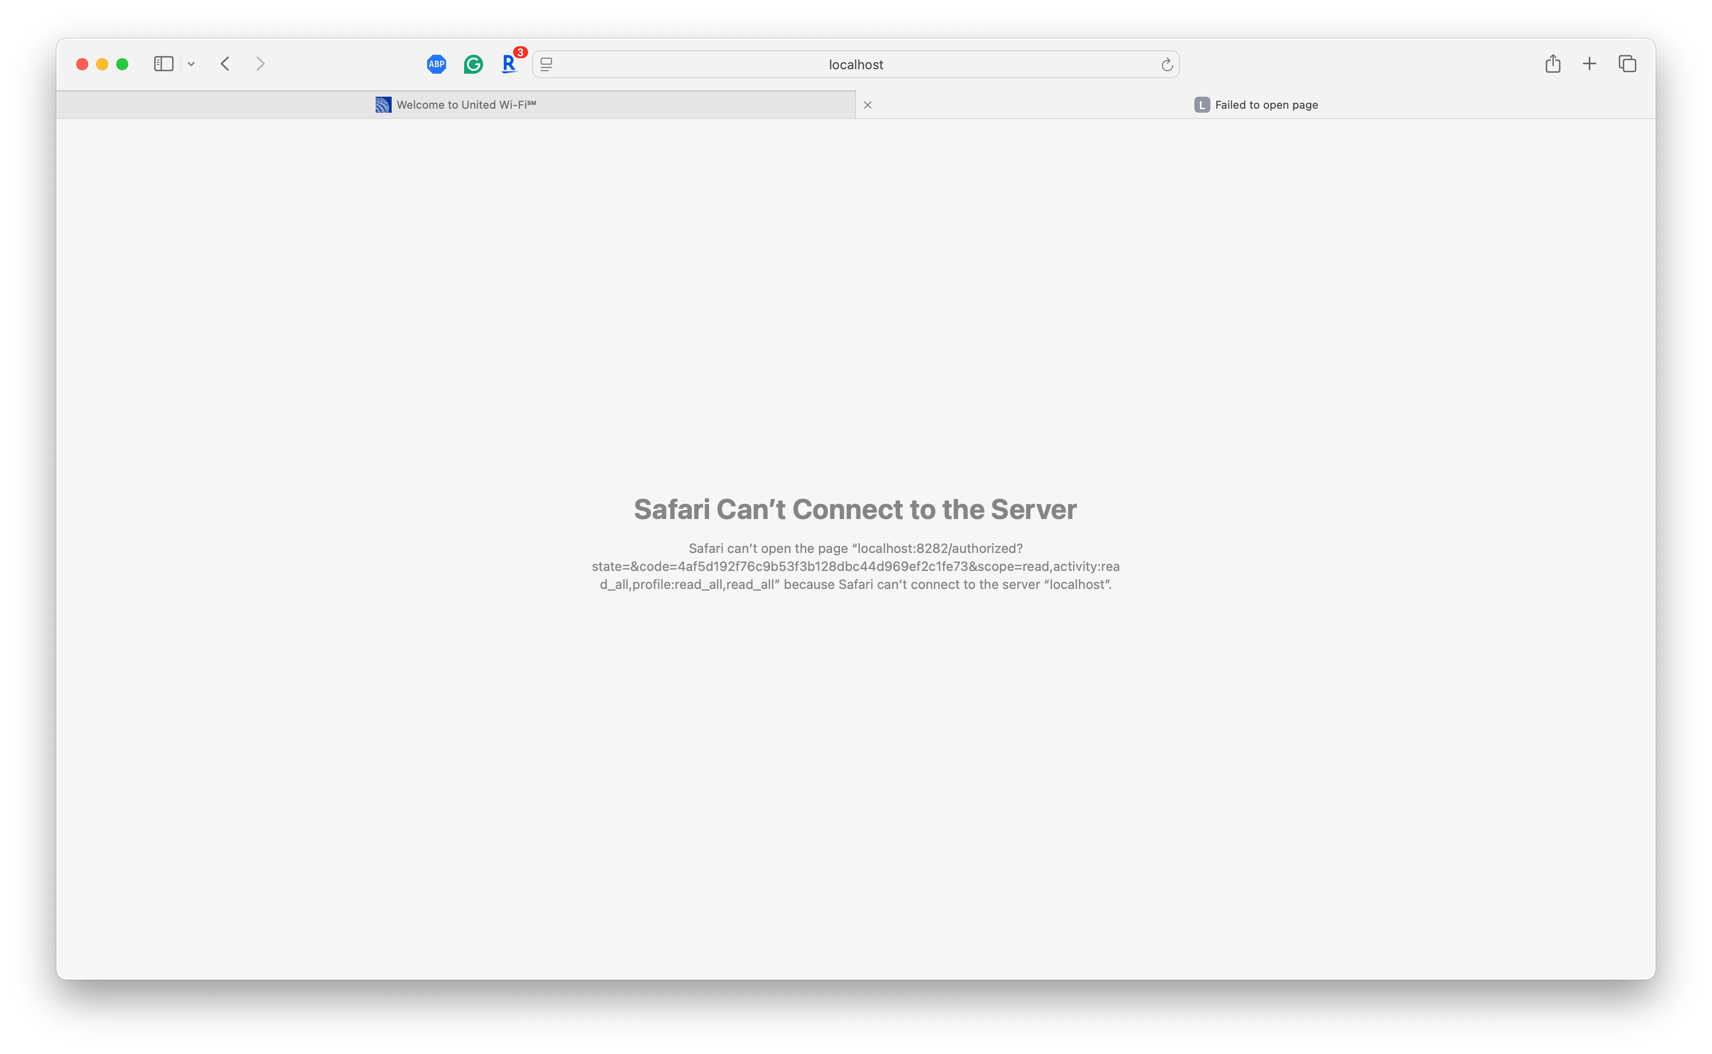 ABP
R
3
localhost
Welcome to United Wi-Fi℠
L Failed to open page
Safari Can’t Connect to the Server
Safari can’t open the page “localhost:8282/authorized?
state=&code=4af5d192f76c9b53f3b128dbc44d969ef2c1fe73&scope=read,activity:rea
d_all,profile:read_all,read_all” because Safari can’t connect to the server “localhost”.